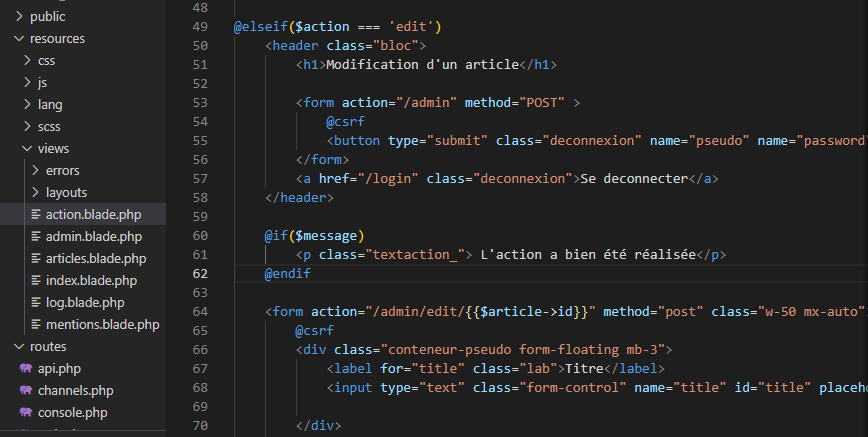 public
resources
css
js
lang
scss
views
errors
layouts
action.blade.php
admin.blade.php
articles.blade.php
index.blade.php
log.blade.php
mentions.blade.php
routes
api.php
channels.php
console.php
48
49 @elseif($action === 'edit')
50 <header class="bloc">
51 <h1>Modification d'un article</h1>
52
53 <form action="/admin" method="POST" >
54 @csrf
55 <button type="submit" class="deconnexion" name="pseudo" name="password"
56 </form>
57 <a href="/login" class="deconnexion">Se deconnecter</a>
58 </header>
59
60 @if($message)
61 <p class="textaction_"> L'action a bien été réalisée</p>
62 @endif
63
64 <form action="/admin/edit/{{$article->id}}" method="post" class="w-50 mx-auto"
65 @csrf
66 <div class="conteneur-pseudo form-floating mb-3">
67 <label for="title" class="lab">Titre</label>
68 <input type="text" class="form-control" name="title" id="title" placeho
69
70 </div>